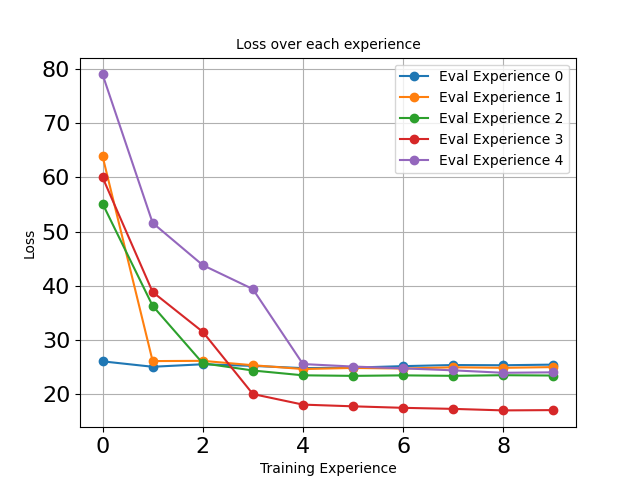 Loss over each experience
Eval Experience 0
Eval Experience 1
Eval Experience 2
Eval Experience 3
Eval Experience 4
80
70
60
50
40
30
20
Loss
0 2 4 6 8
Training Experience